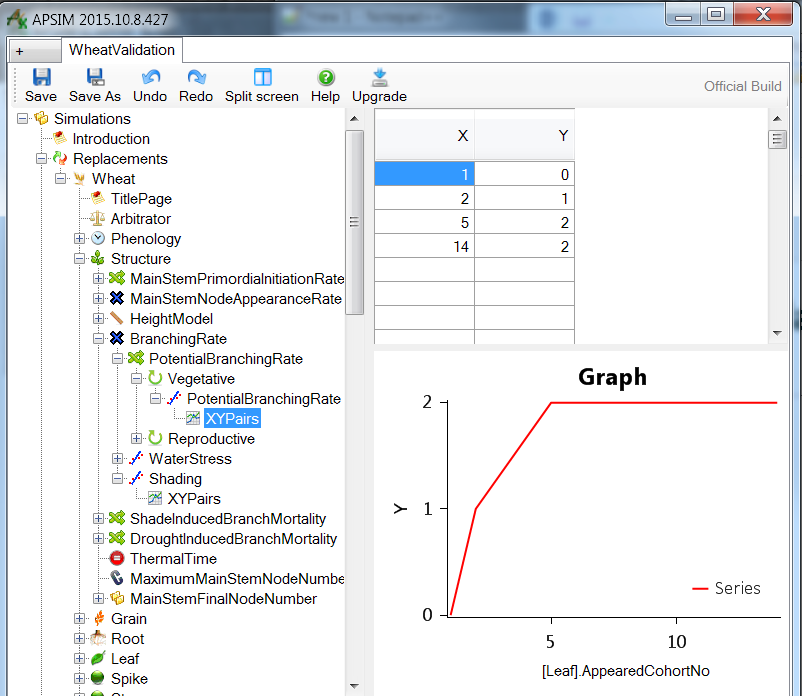 APSIM 2015.10.8.427
+ WheatValidation
Save Save As Undo Redo Split screen Help Upgrade Official Build
Simulations
Introduction
Replacements
Wheat
TitlePage
Arbitrator
Phenology
Structure
MainStemPrimordiaInitiationRate
MainStemNodeAppearanceRate
HeightModel
BranchingRate
PotentialBranchingRate
Vegetative
PotentialBranchingRate
XYPairs
Reproductive
WaterStress
Shading
XYPairs
ShadeInducedBranchMortality
DroughtInducedBranchMortality
ThermalTime
MaximumMainStemNodeNumbe
MainStemFinalNodeNumber
Grain
Root
Leaf
Spike
X Y
1 0
2 1
5 2
14 2
Graph
2
1
0
Y
Series
5 10
[Leaf].AppearedCohortNo